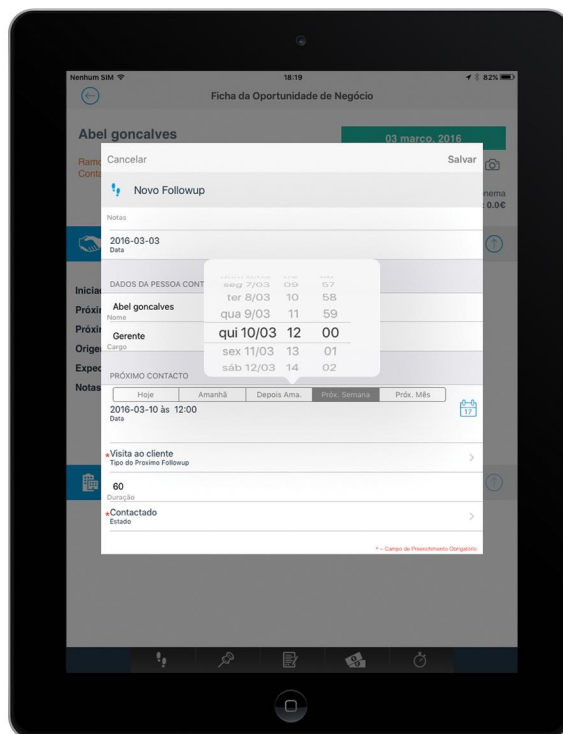 Nenhum SIM 18:19 82%
Ficha da Oportunidade de Negócio
Abel goncalves 03 março, 2016
Cancelar Salvar
Novo Followup
Notas
2016-03-03
Data
DADOS DA PESSOA CONT
seg 7/03 09 57
ter 8/03 10 58
Abel goncalves
qua 9/03 11 59
Nome
qui 10/03 12 00
Gerente
Cargo
sex 11/03 13 01
sáb 12/03 14 02
PRÓXIMO CONTACTO
Hoje Amanhã Depois Ama. Próx. Semana Próx. Mês
2016-03-10 às 12:00
Data
17
*Visita ao cliente
Tipo do Proximo Followup
60
Duração
*Contactado
Estado
* - Campo de Preenchimento Obrigatório
Ramo
Conta
nema
: 0.0€
Inicia
Próxi
Próxi
Orige
Expec
Notas